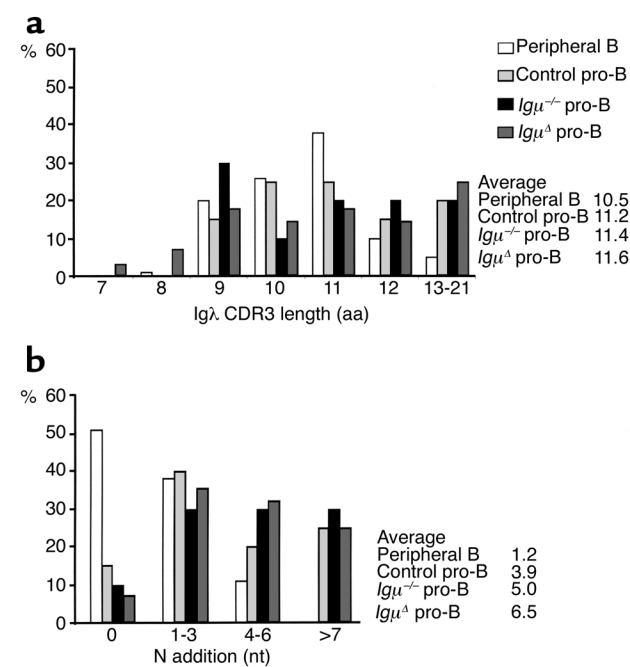 a
% 60
50
40
30
20
10
0
7 8 9 10 11 12 13-21
Igλ CDR3 length (aa)
Peripheral B
Control pro-B
Igμ⁻/⁻ pro-B
IgμΔ pro-B
Average
Peripheral B 10.5
Control pro-B 11.2
Igμ⁻/⁻ pro-B 11.4
IgμΔ pro-B 11.6
b
% 60
50
40
30
20
10
0
0 1-3 4-6 >7
N addition (nt)
Average
Peripheral B 1.2
Control pro-B 3.9
Igμ⁻/⁻ pro-B 5.0
IgμΔ pro-B 6.5